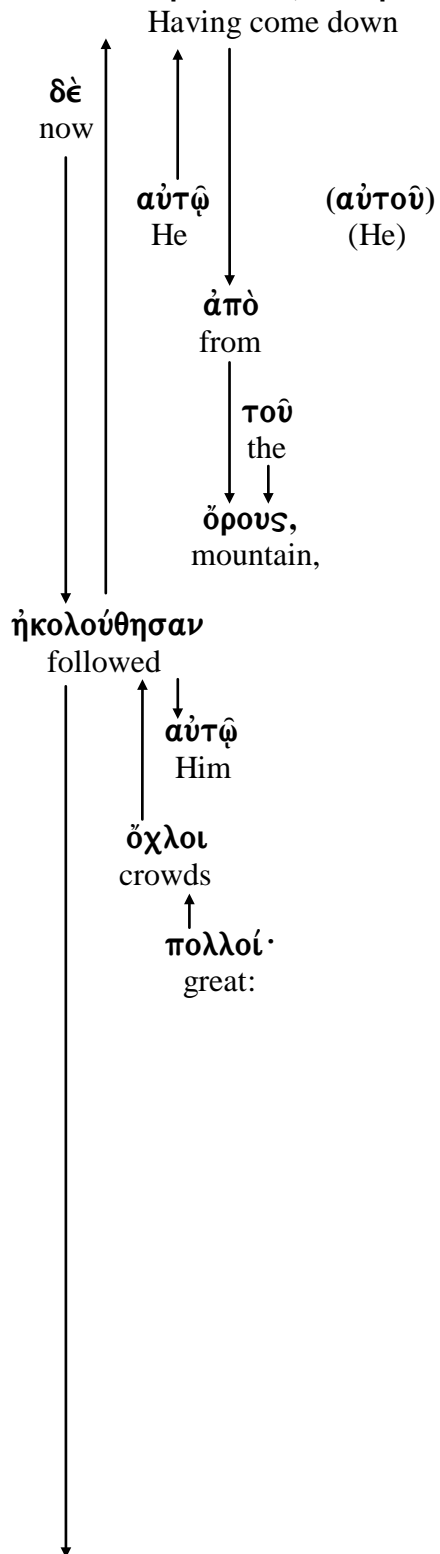 Having come down
δὲ
now
αὐτῷ (αὐτοῦ)
He (He)
ἀπὸ
from
τοῦ
the
ὄρους,
mountain,
ἠκολούθησαν
followed
αὐτῷ
Him
ὄχλοι
crowds
πολλοί·
great: